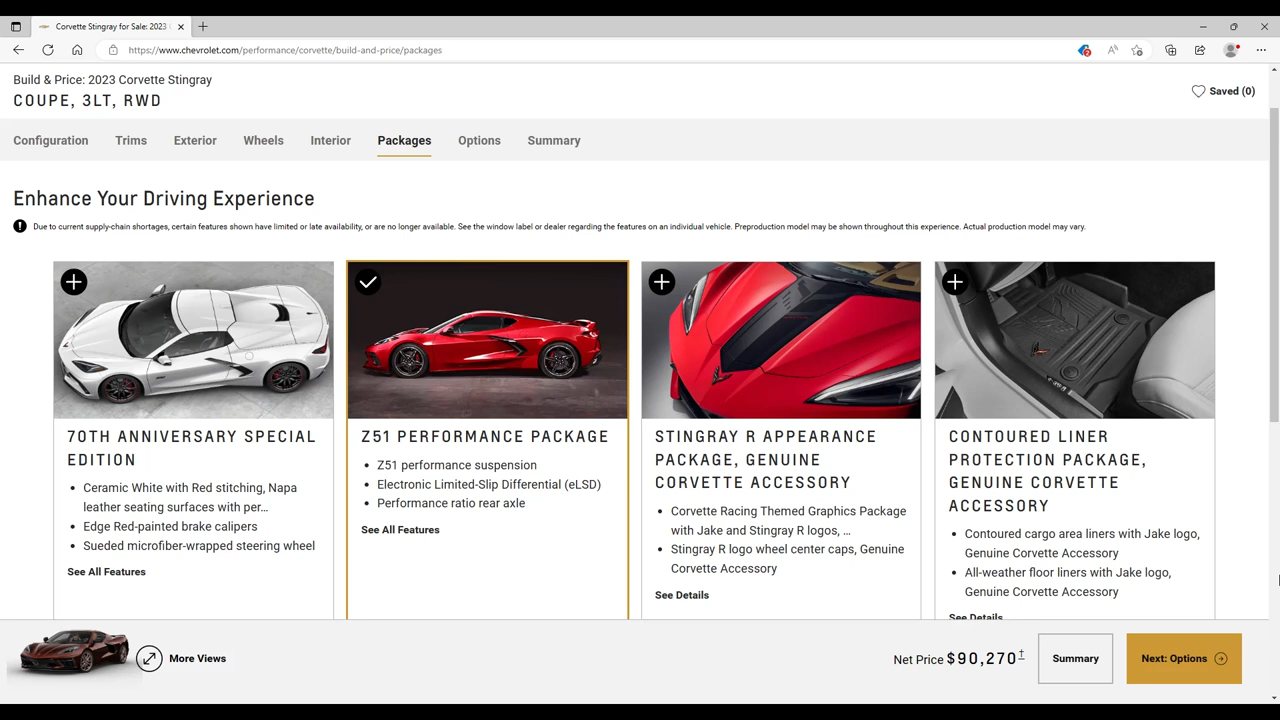 Corvette Stingray for Sale: 2023
https://www.chevrolet.com/performance/corvette/build-and-price/packages
Build & Price: 2023 Corvette Stingray
COUPE, 3LT, RWD
Saved (0)
Configuration Trims Exterior Wheels Interior Packages Options Summary
Enhance Your Driving Experience
Due to current supply-chain shortages, certain features shown have limited or late availability, or are no longer available. See the window label or dealer regarding the features on an individual vehicle. Preproduction model may be shown throughout this experience. Actual production model may vary.
70TH ANNIVERSARY SPECIAL
EDITION
Ceramic White with Red stitching, Napa
leather seating surfaces with per...
Edge Red-painted brake calipers
Sueded microfiber-wrapped steering wheel
See All Features
Z51 PERFORMANCE PACKAGE
Z51 performance suspension
Electronic Limited-Slip Differential (eLSD)
Performance ratio rear axle
See All Features
STINGRAY R APPEARANCE
PACKAGE, GENUINE
CORVETTE ACCESSORY
Corvette Racing Themed Graphics Package
with Jake and Stingray R logos, ...
Stingray R logo wheel center caps, Genuine
Corvette Accessory
See Details
CONTOURED LINER
PROTECTION PACKAGE,
GENUINE CORVETTE
ACCESSORY
Contoured cargo area liners with Jake logo,
Genuine Corvette Accessory
All-weather floor liners with Jake logo,
Genuine Corvette Accessory
See Details
More Views
Net Price $90,270‡
Summary
Next: Options